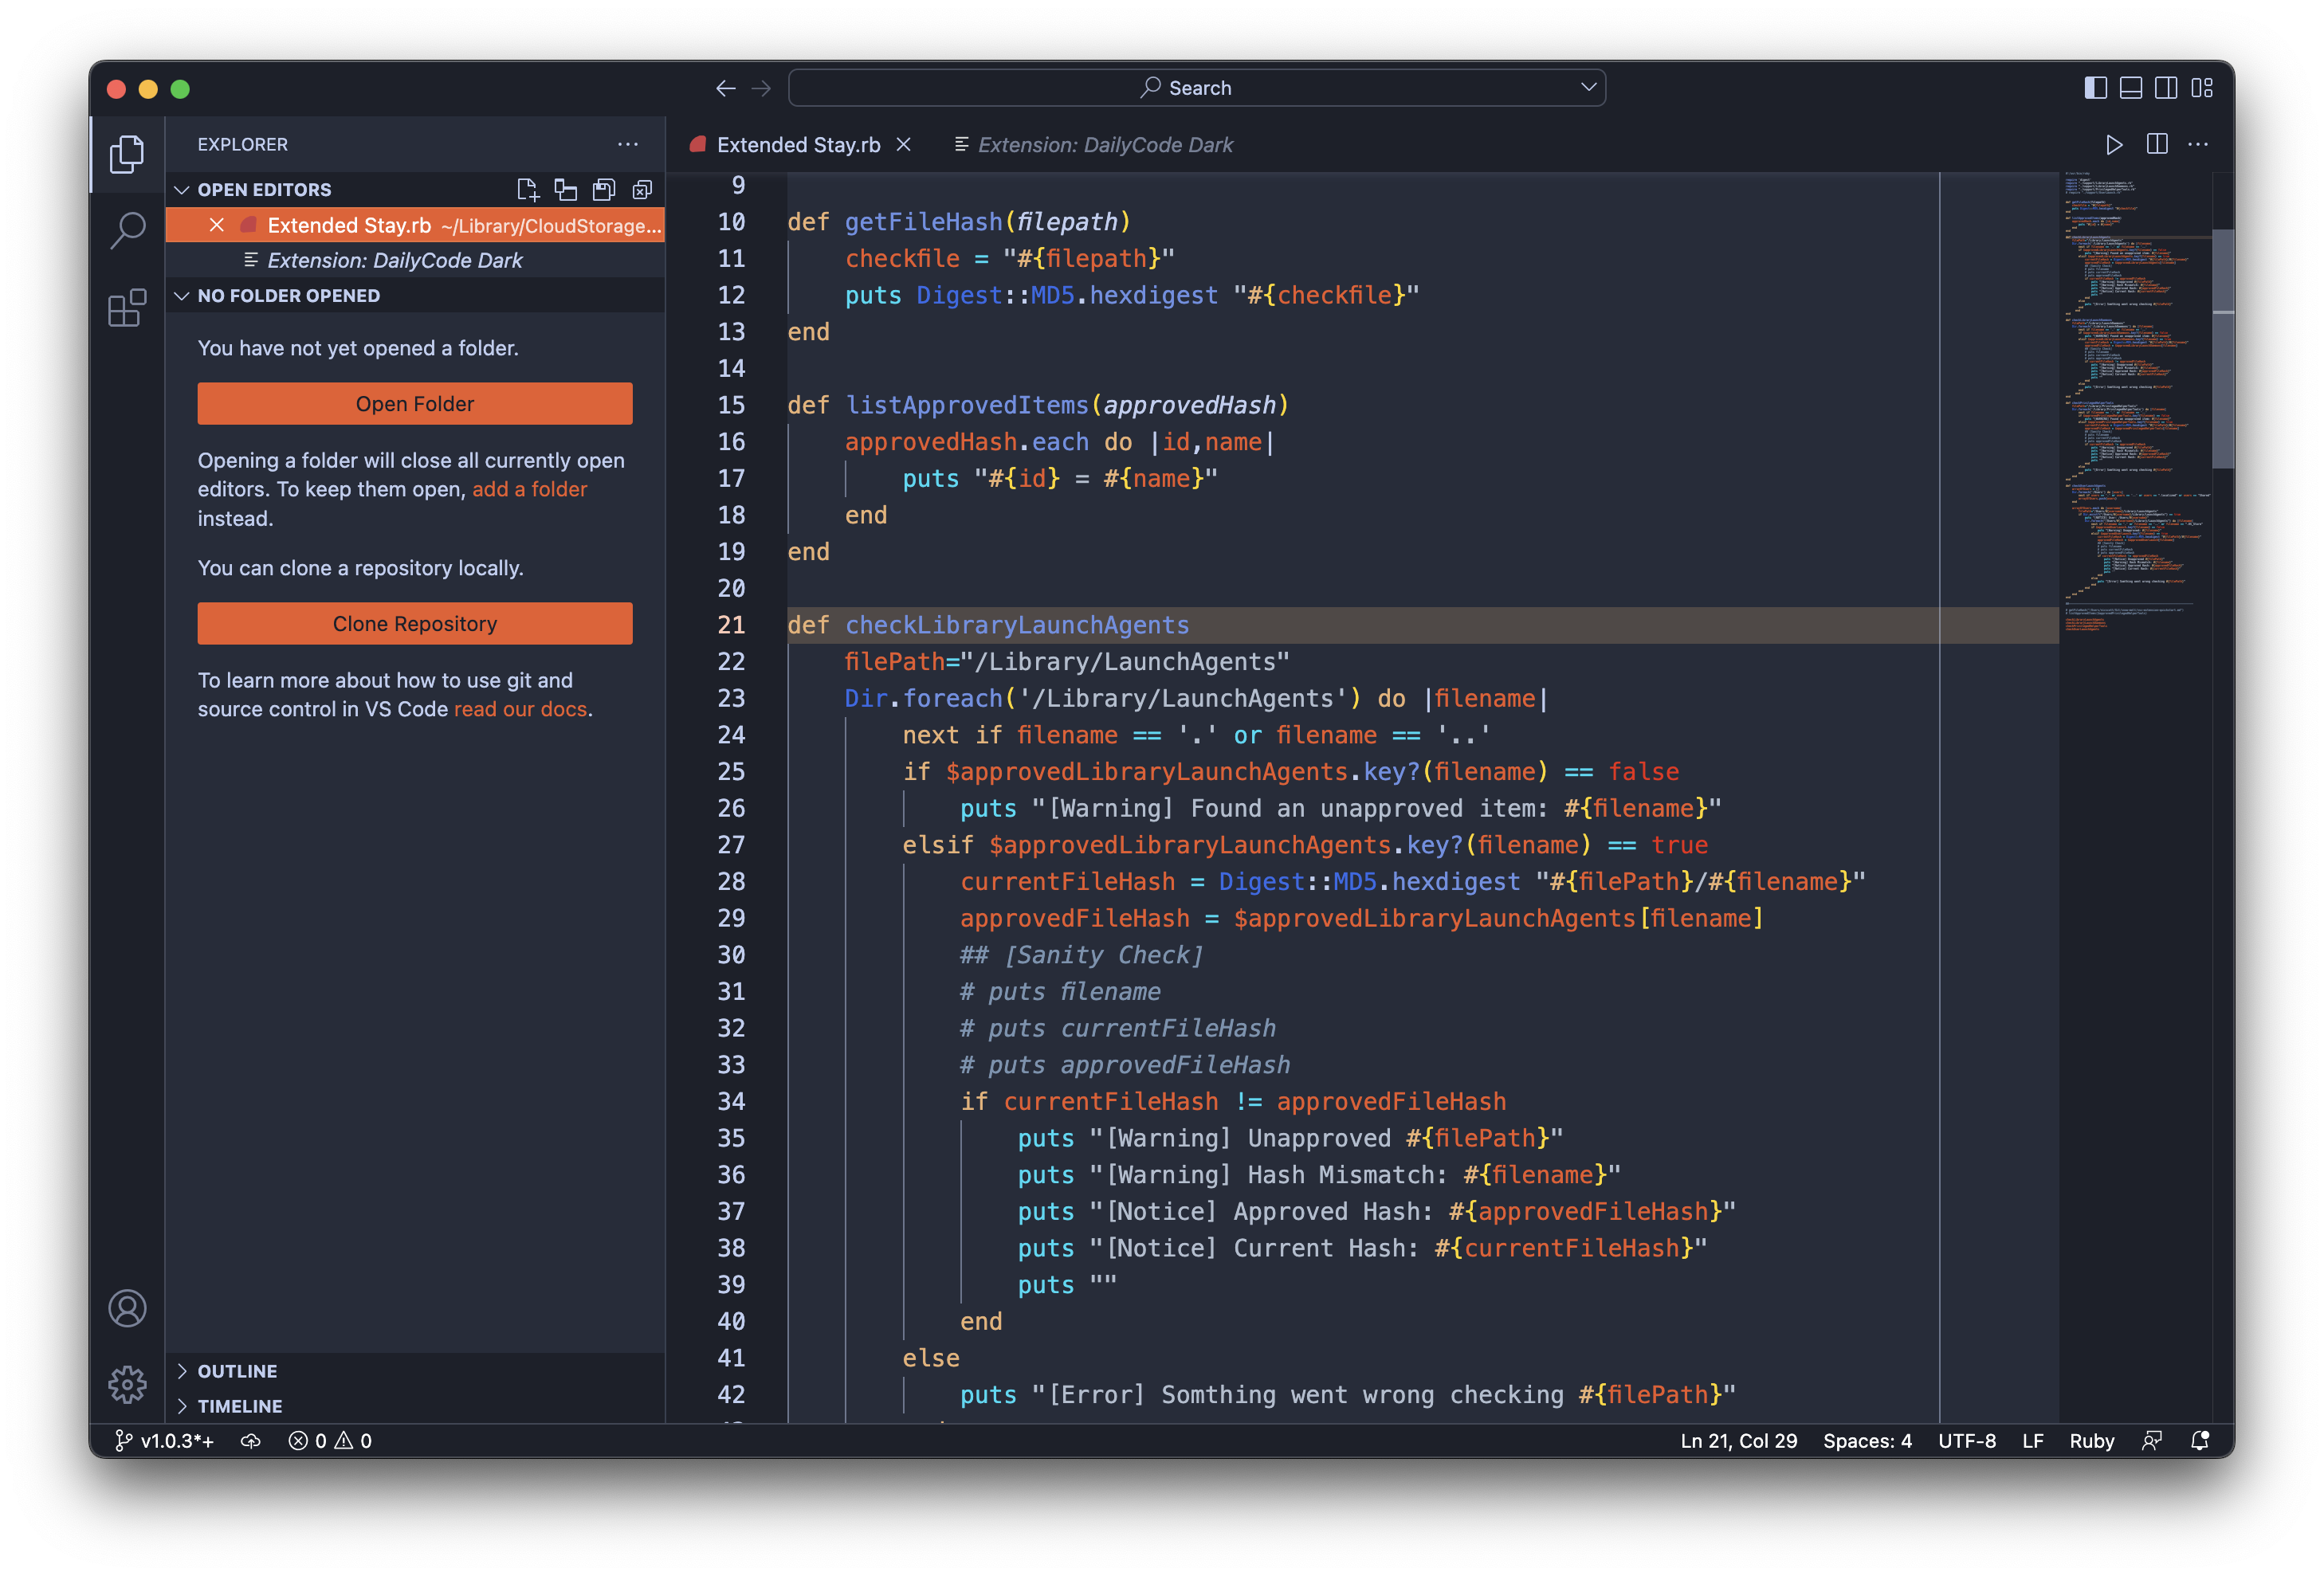 Search
EXPLORER
OPEN EDITORS
Extended Stay.rb ~/Library/CloudStorage...
Extension: DailyCode Dark
NO FOLDER OPENED
You have not yet opened a folder.
Open Folder
Opening a folder will close all currently open
editors. To keep them open, add a folder
instead.
You can clone a repository locally.
Clone Repository
To learn more about how to use git and
source control in VS Code read our docs.
OUTLINE
TIMELINE
Extended Stay.rb
Extension: DailyCode Dark
9
10 def getFileHash(filepath)
11     checkfile = "#{filepath}"
12     puts Digest::MD5.hexdigest "#{checkfile}"
13 end
14
15 def listApprovedItems(approvedHash)
16     approvedHash.each do |id,name|
17         puts "#{id} = #{name}"
18     end
19 end
20
21 def checkLibraryLaunchAgents
22     filePath="/Library/LaunchAgents"
23     Dir.foreach('/Library/LaunchAgents') do |filename|
24         next if filename == '.' or filename == '..'
25         if $approvedLibraryLaunchAgents.key?(filename) == false
26             puts "[Warning] Found an unapproved item: #{filename}"
27         elsif $approvedLibraryLaunchAgents.key?(filename) == true
28             currentFileHash = Digest::MD5.hexdigest "#{filePath}/#{filename}"
29             approvedFileHash = $approvedLibraryLaunchAgents[filename]
30             ## [Sanity Check]
31             # puts filename
32             # puts currentFileHash
33             # puts approvedFileHash
34             if currentFileHash != approvedFileHash
35                 puts "[Warning] Unapproved #{filePath}"
36                 puts "[Warning] Hash Mismatch: #{filename}"
37                 puts "[Notice] Approved Hash: #{approvedFileHash}"
38                 puts "[Notice] Current Hash: #{currentFileHash}"
39                 puts ""
40             end
41         else
42             puts "[Error] Somthing went wrong checking #{filePath}"
v1.0.3*+ 0 0
Ln 21, Col 29 Spaces: 4 UTF-8 LF Ruby